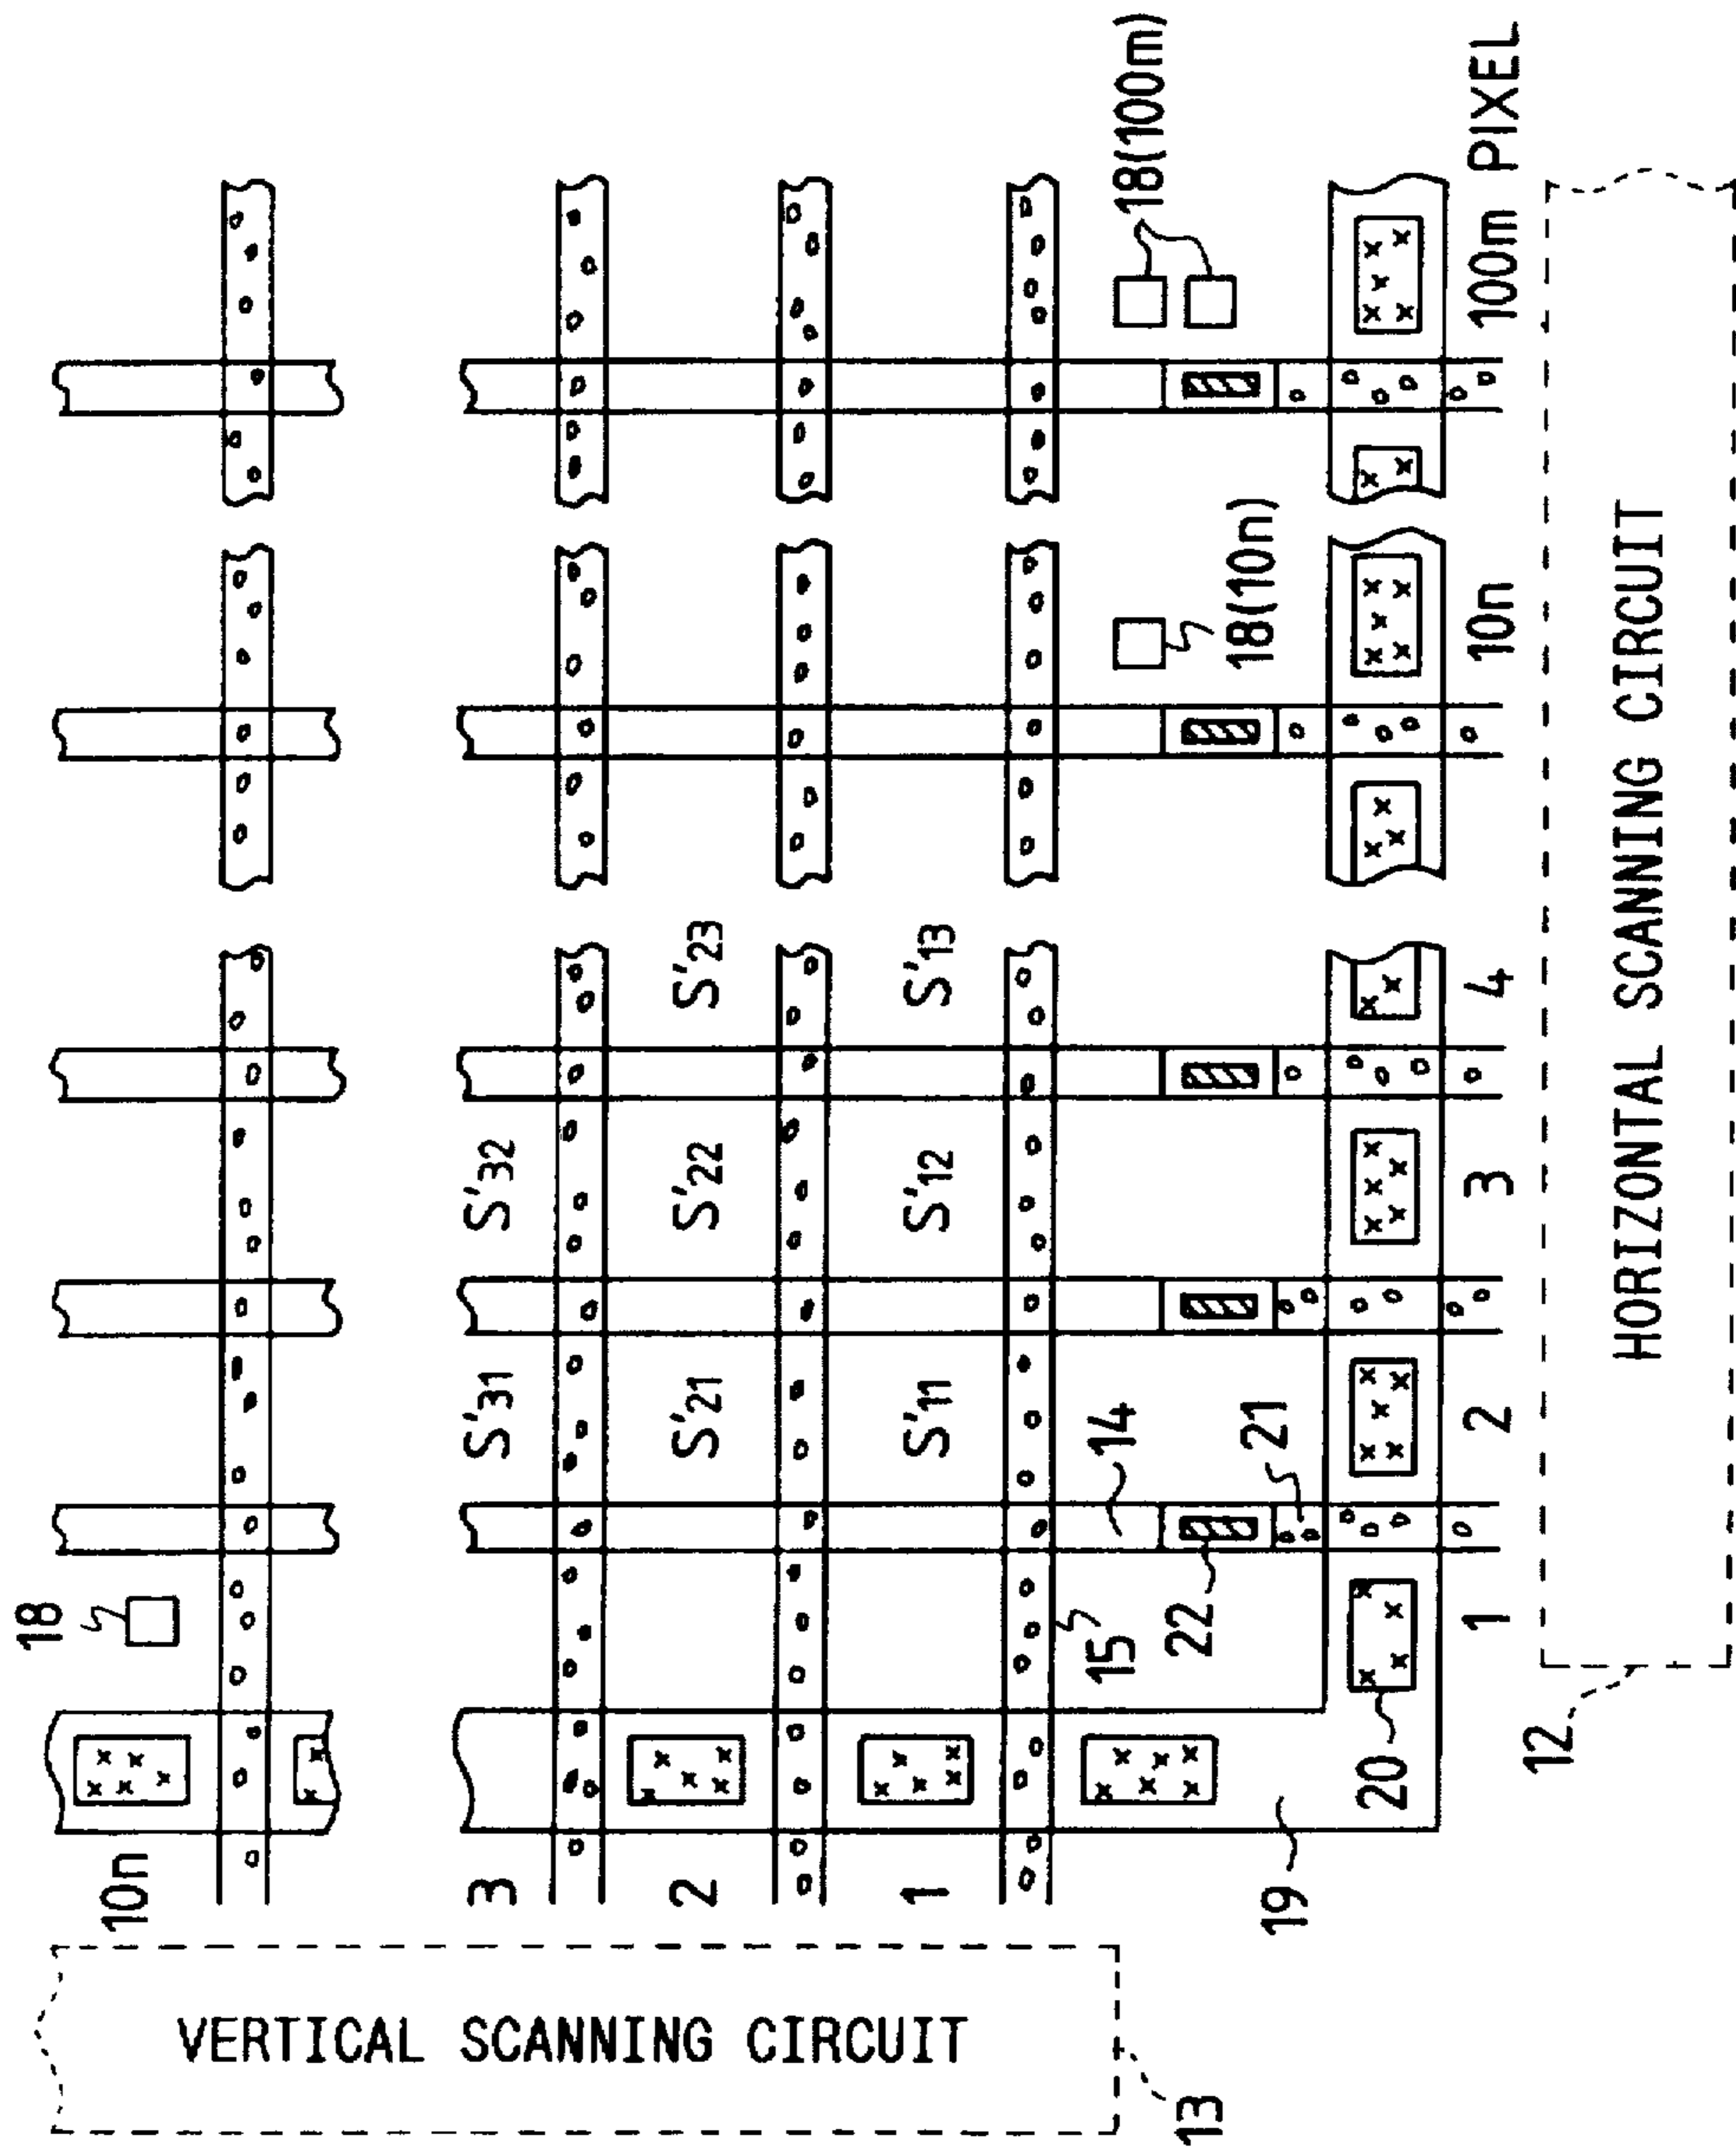 18
10n
VERTICAL SCANNING CIRCUIT
3 S'31 S'32
2 S'21 S'22 S'23
1 S'11 S'12 S'13
15 14
18(100m)
22
13
18(10n)
21
19
20
1 2 3 4 10n 100m PIXEL
12
HORIZONTAL SCANNING CIRCUIT